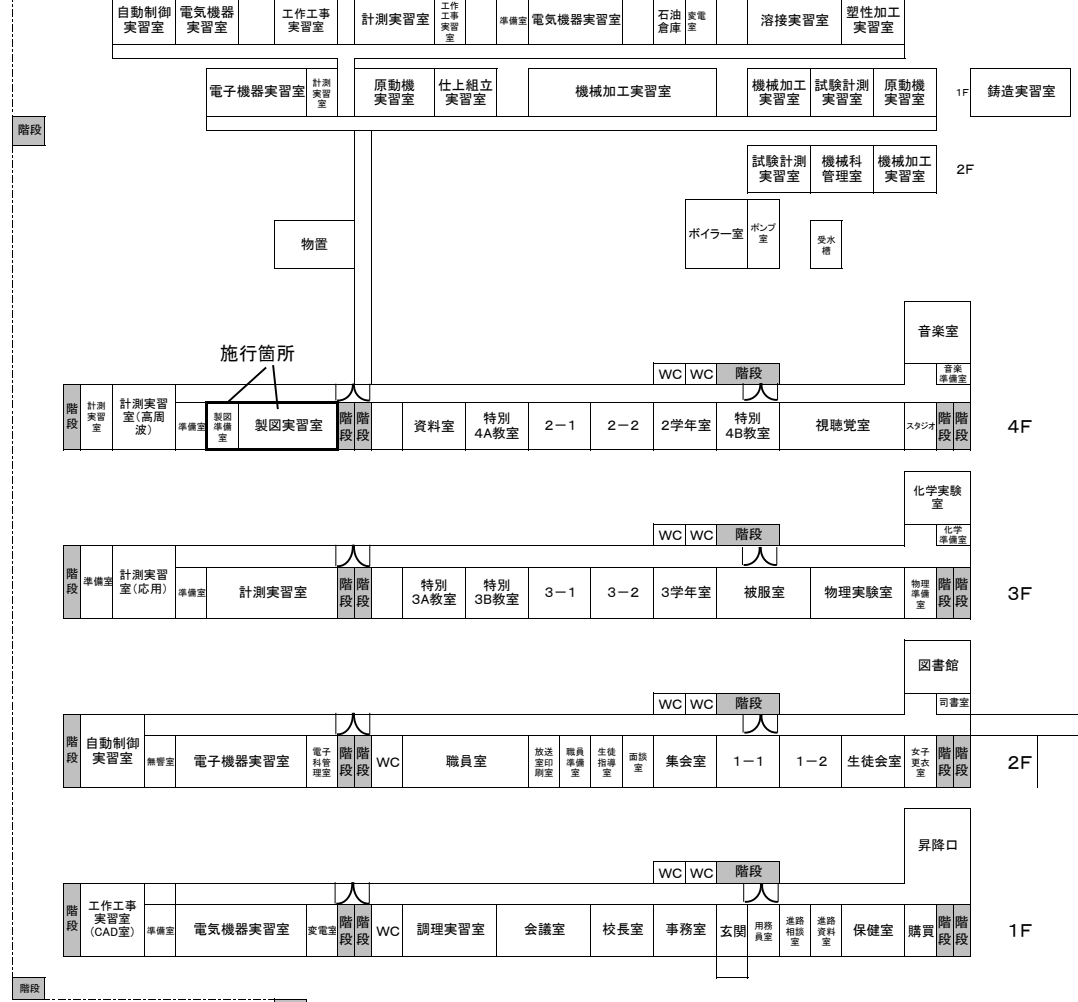 自動制御
実習室
電気機器
実習室
工作工事
実習室
計測実習室
工作
工事
実習
室
準備室
電気機器実習室
石油
倉庫
変電
室
溶接実習室
塑性加工
実習室
電子機器実習室
計測
実習
室
原動機
実習室
仕上組立
実習室
機械加工実習室
機械加工
実習室
試験計測
実習室
原動機
実習室
1F
鋳造実習室
階段
試験計測
実習室
機械科
管理室
機械加工
実習室
2F
物置
ボイラー室
ポンプ
室
受水
槽
音楽室
音楽
準備室
施行箇所
WC
WC
階段
階
段
計測
実習
室
計測実習
室(高周
波)
準備室
製図
準備
室
製図実習室
階
段
階
段
資料室
特別
4A教室
2－1
2－2
2学年室
特別
4B教室
視聴覚室
スタジオ
階
段
階
段
4F
化学実験
室
化学
準備室
WC
WC
階段
階
段
準備室
計測実習
室(応用)
準備室
計測実習室
階
段
階
段
特別
3A教室
特別
3B教室
3－1
3－2
3学年室
被服室
物理実験室
物理
準備
室
階
段
階
段
3F
図書館
司書室
WC
WC
階段
階
段
自動制御
実習室
無響室
電子機器実習室
電子
科管
理室
階
段
階
段
WC
職員室
放送
室印
刷室
職員
準備
室
生徒
指導
室
面談
室
集会室
1－1
1－2
生徒会室
女子
更衣
室
階
段
階
段
2F
昇降口
WC
WC
階段
階
段
工作工事
実習室
(CAD室)
準備室
電気機器実習室
変電室
階
段
階
段
WC
調理実習室
会議室
校長室
事務室
玄関
用務
員室
進路
相談
室
進路
資料
室
保健室
購買
階
段
階
段
1F
階段